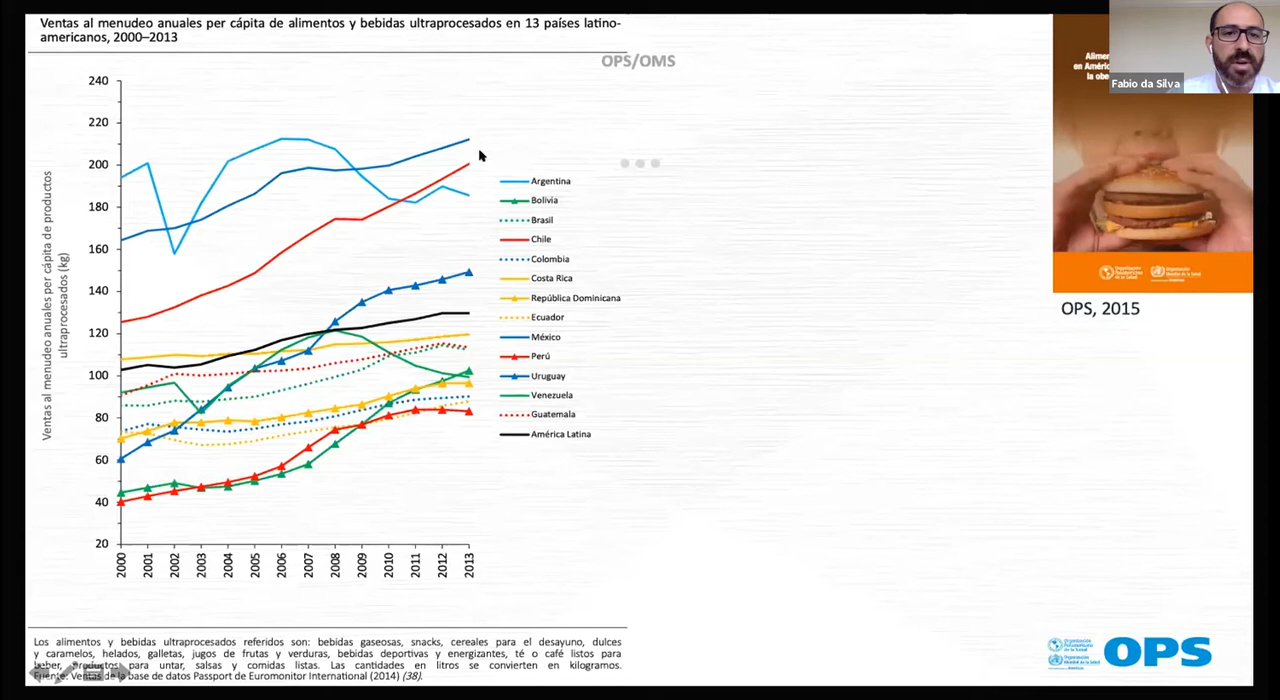 Ventas al menudeo anuales per cápita de alimentos y bebidas ultraprocesados en 13 países latino-
americanos, 2000–2013
OPS/OMS
Fabio da Silva
240
220
200
180
160
140
120
100
80
60
40
20
Ventas al menudeo anuales per cápita de productos
ultraprocesados (kg)
2000
2001
2002
2003
2004
2005
2006
2007
2008
2009
2010
2011
2012
2013
Argentina
Bolivia
Brasil
Chile
Colombia
Costa Rica
República Dominicana
Ecuador
México
Perú
Uruguay
Venezuela
Guatemala
América Latina
OPS, 2015
Los alimentos y bebidas ultraprocesados referidos son: bebidas gaseosas, snacks, cereales para el desayuno, dulces
y caramelos, helados, galletas, jugos de frutas y verduras, bebidas deportivas y energizantes, té o café listos para
beber, productos para untar, salsas y comidas listas. Las cantidades en litros se convierten en kilogramos.
Fuente: Ventas de la base de datos Passport de Euromonitor International (2014) (38).
OPS